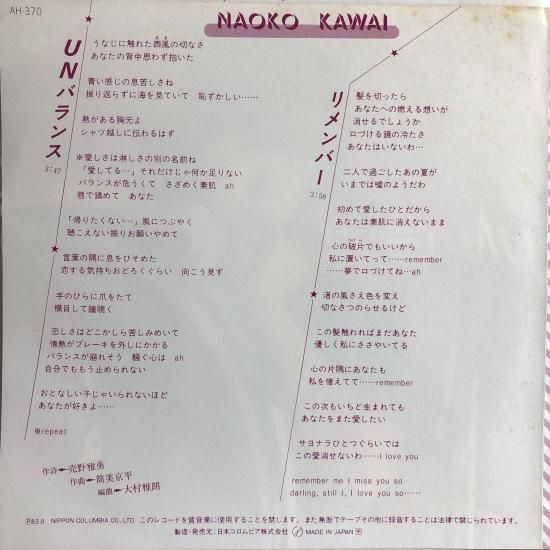 AH-370
NAOKO KAWAI
UNバランス
3:47
うなじに触れた西風の切なさ
あなたの背中思わず抱いた
青い感じの息苦しさね
振り返らずに海を見ていて 恥ずかしい……
熱がある胸元よ
シャツ越しに伝わるはず
※愛しさは淋しさの別の名前ね
「愛してる…」それだけじゃ何か足りない
バランスが危うくて さざめく素肌 ah
唇で鎮めて あなた
「帰りたくない…」風につぶやく
聴こえない振りお願いやめて
言葉の隅に息をひそめた
恋する気持ちおどろくぐらい 向こう見ず
手のひらに爪をたて
横目して瞳覗く
恋しさはどこかしら苦しみめいて
情熱がブレーキを外しにかかる
バランスが崩れそう 騒ぐ心は ah
自分でももう止められない
おとなしい子じゃいられないほど
あなたが好きよ……
※repeat
作詩 売野雅勇
作曲 筒美京平
編曲 大村雅朗
リメンバー
3:58
髪を切ったら
あなたへの燃える想いが
消せるでしょうか
口づける鏡の冷たさ
あなたはいないわ…
二人で過ごしたあの夏が
いまでは嘘のようだわ
初めて愛したひとだから
あなたは素肌に消えないまま
心の破片でもいいから
私に置いてって……remember
……夢で口づけてね…ah
★渚の風さえ色を変え
切なさつのらせるけど
この髪触れればまだあなた
優しく私にささやいてる
心の片隅にあなたも
私を憶えてて……remember
この次もいちど生まれても
あなたをまた愛したい
サヨナラひとつぐらいでは
この愛消せないわ……I love you
remember me I miss you so
darling, still I, I love you so……
Ⓟ83.9 NIPPON COLUMBIA CO., LTD. このレコードを賃貸業に使用することを禁じます。また無断でテープその他に録音することは法律で禁じられています。
製造・発売元:日本コロムビア株式会社 MADE IN JAPAN